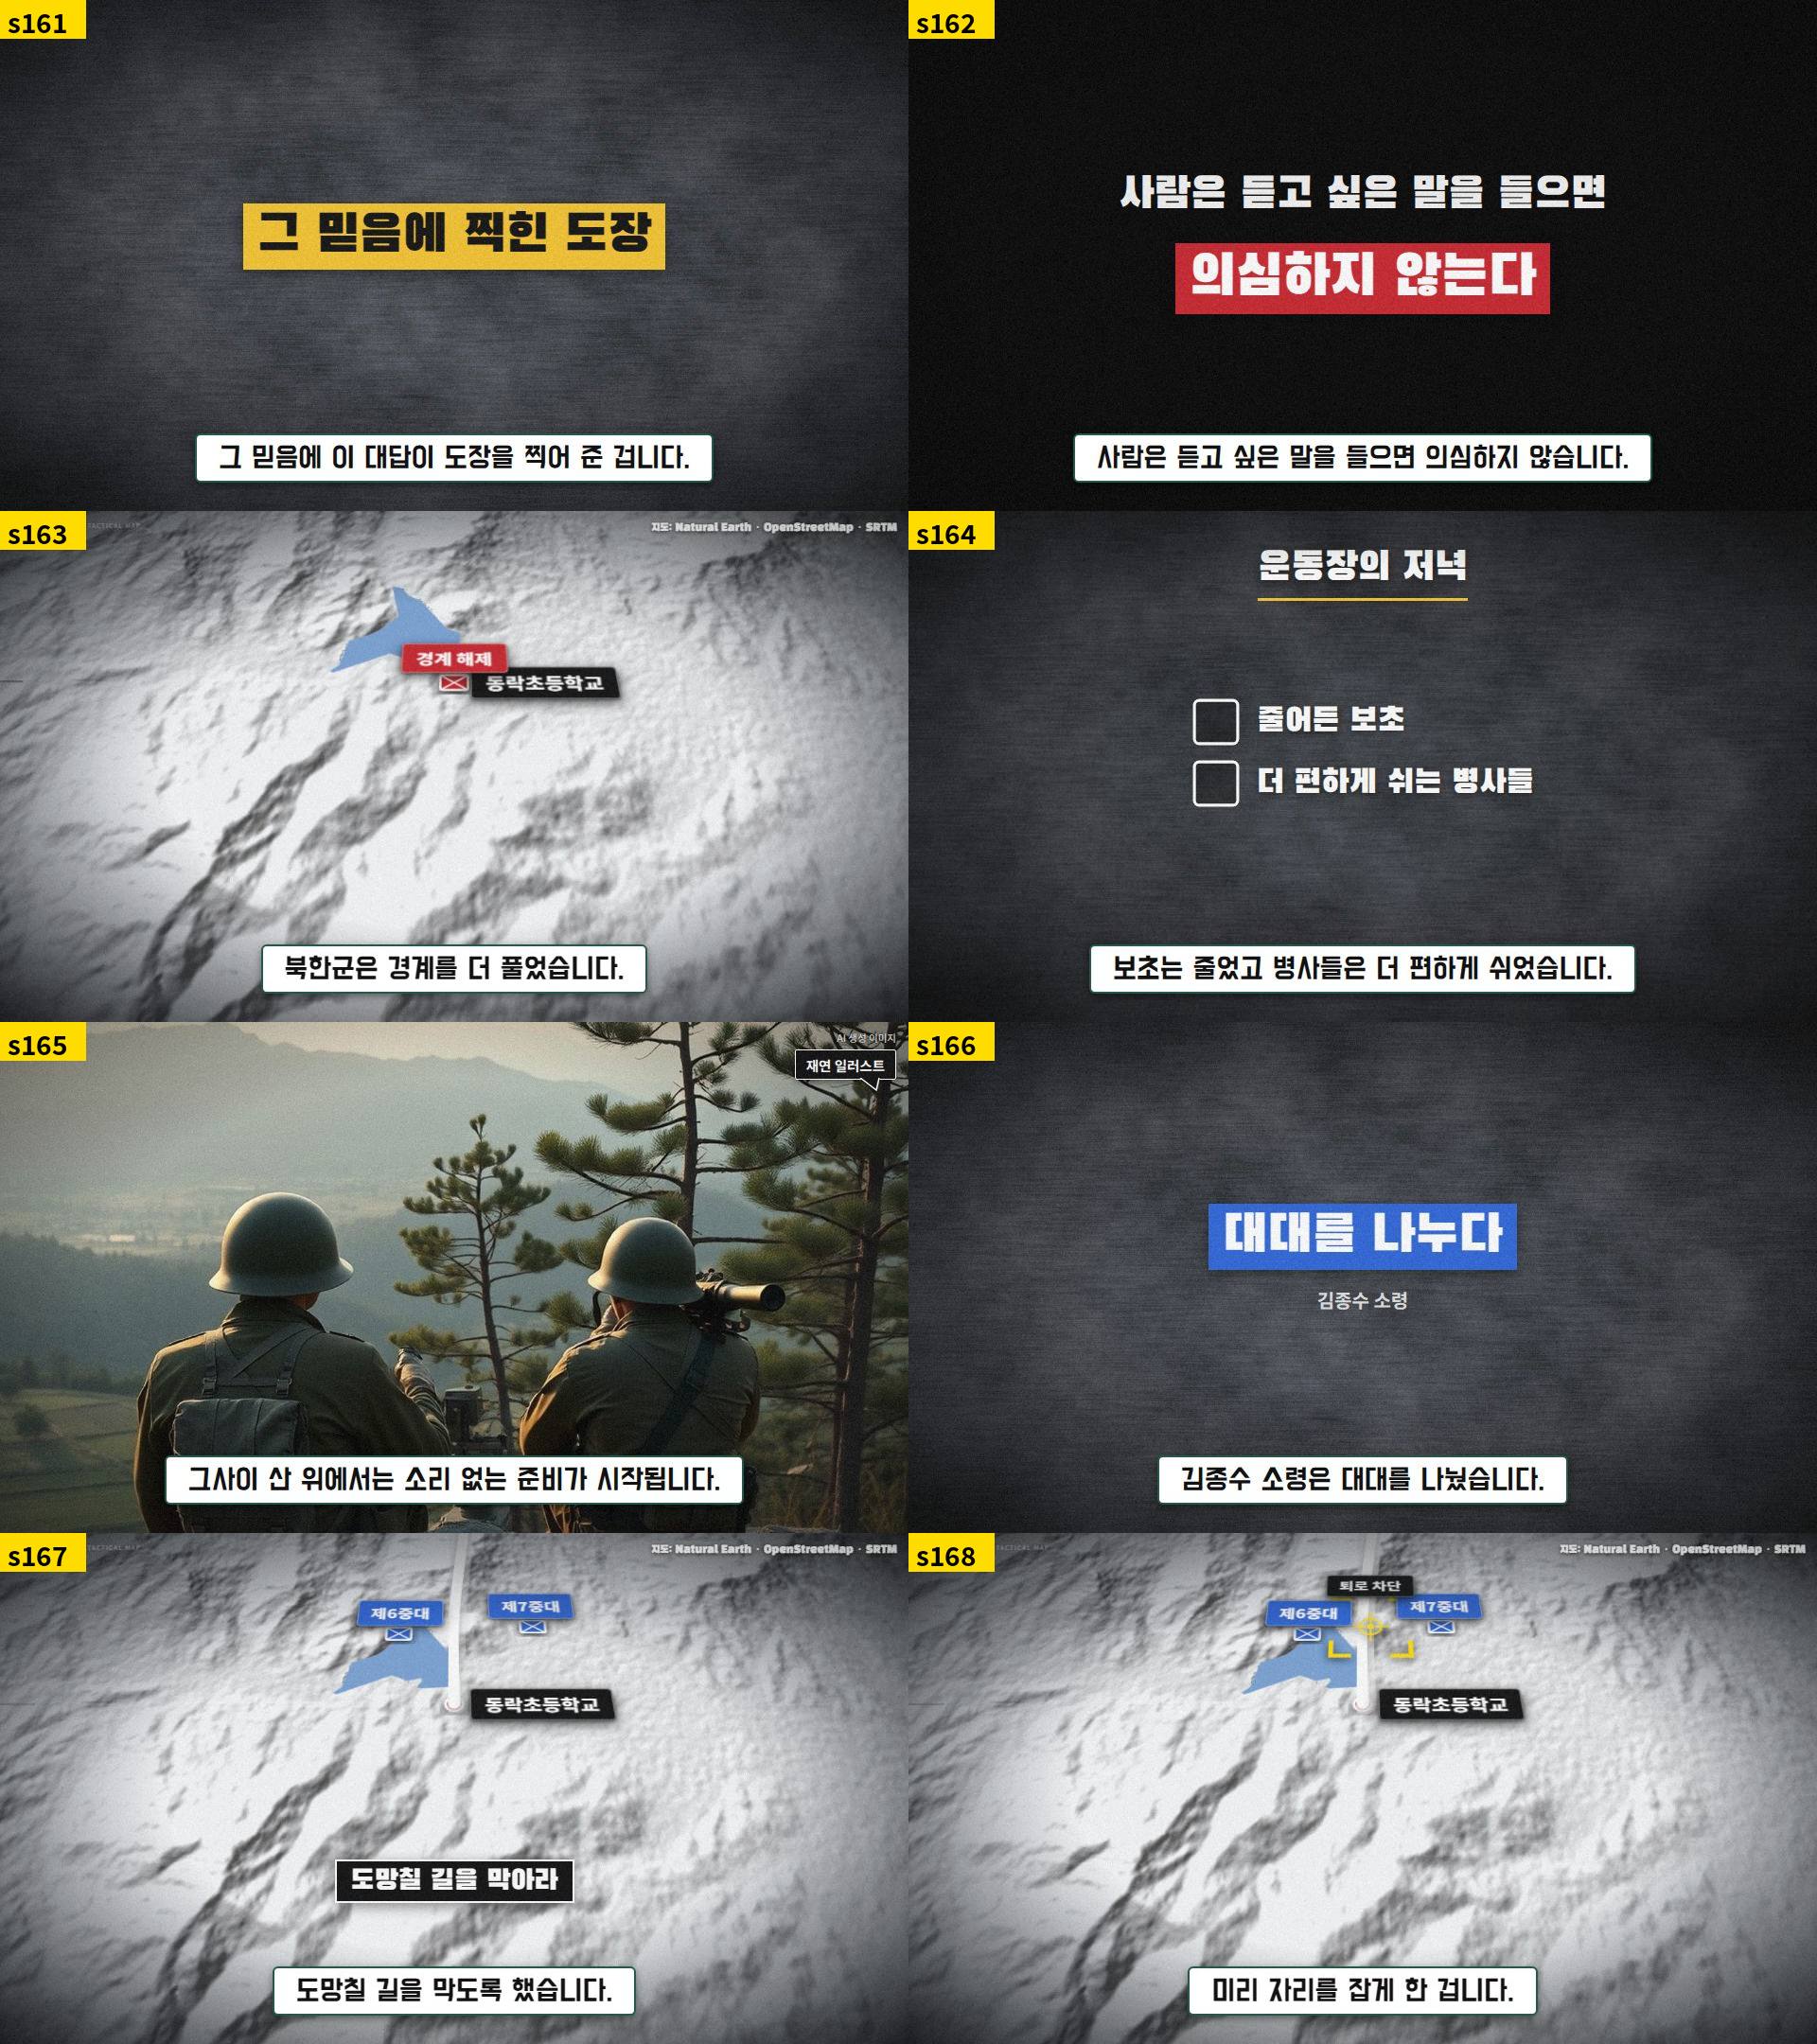 s161
그 믿음에 찍힌 도장
그 믿음에 이 대답이 도장을 찍어 준 겁니다.
s162
사람은 듣고 싶은 말을 들으면
의심하지 않는다
사람은 듣고 싶은 말을 들으면 의심하지 않습니다.
s163
TACTICAL MAP
지도: Natural Earth · OpenStreetMap · SRTM
경계 해제
동락초등학교
북한군은 경계를 더 풀었습니다.
s164
운동장의 저녁
줄어든 보초
더 편하게 쉬는 병사들
보초는 줄었고 병사들은 더 편하게 쉬었습니다.
s165
AI 생성 이미지
재연 일러스트
그사이 산 위에서는 소리 없는 준비가 시작됩니다.
s166
대대를 나누다
김종수 소령
김종수 소령은 대대를 나눴습니다.
s167
TACTICAL MAP
지도: Natural Earth · OpenStreetMap · SRTM
제6중대
제7중대
동락초등학교
도망칠 길을 막아라
도망칠 길을 막도록 했습니다.
s168
TACTICAL MAP
지도: Natural Earth · OpenStreetMap · SRTM
퇴로 차단
제6중대
제7중대
동락초등학교
미리 자리를 잡게 한 겁니다.